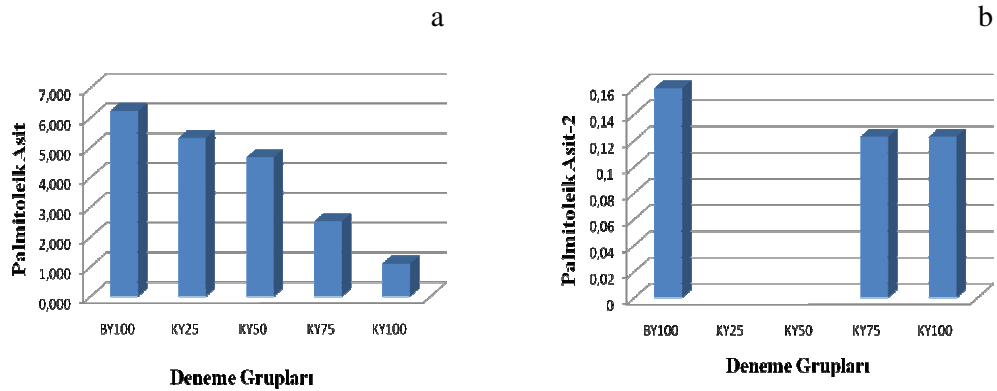 a
Palmitoleik Asit
7,000
6,000
5,000
4,000
3,000
2,000
1,000
0,000
BY100 KY25 KY50 KY75 KY100
Deneme Grupları
b
Palmitoleik Asit-2
0,16
0,14
0,12
0,1
0,08
0,06
0,04
0,02
0
BY100 KY25 KY50 KY75 KY100
Deneme Grupları